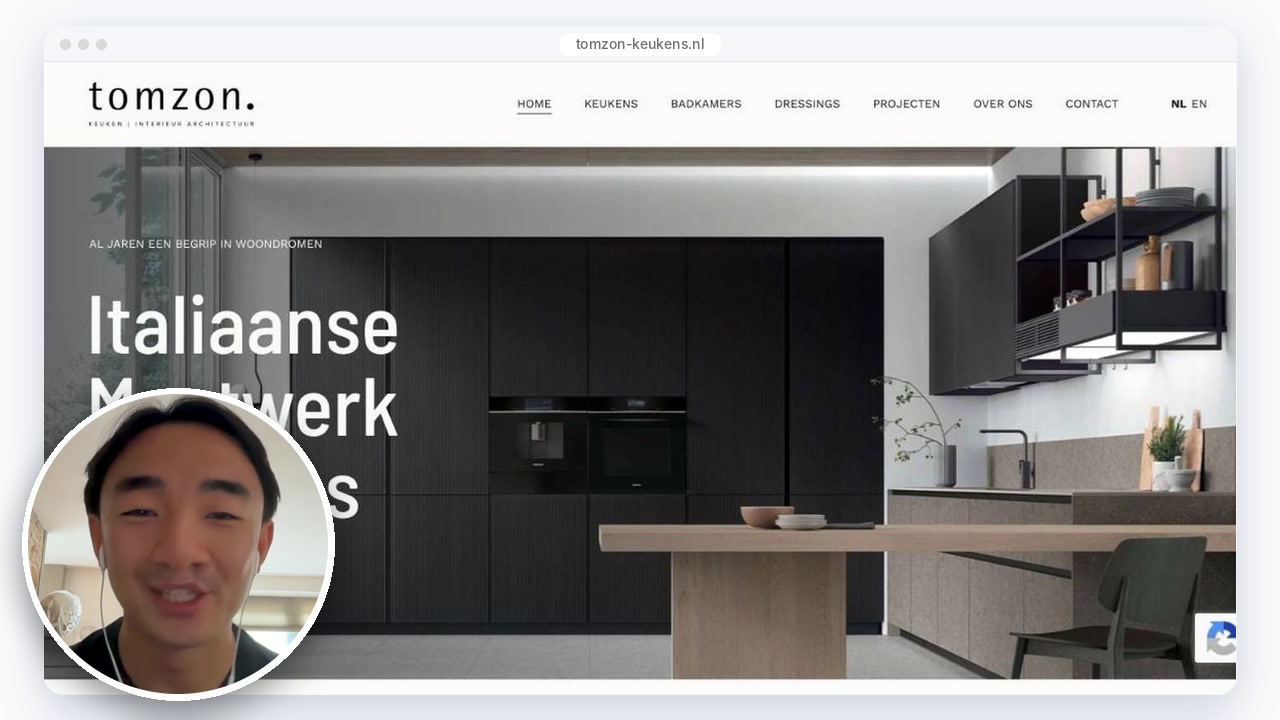 tomzon-keukens.nl
tomzon.
KEUKEN | INTERIEUR ARCHITECTUUR
HOME KEUKENS BADKAMERS DRESSINGS PROJECTEN OVER ONS CONTACT NL EN
AL JAREN EEN BEGRIP IN WOONDROMEN
Italiaanse